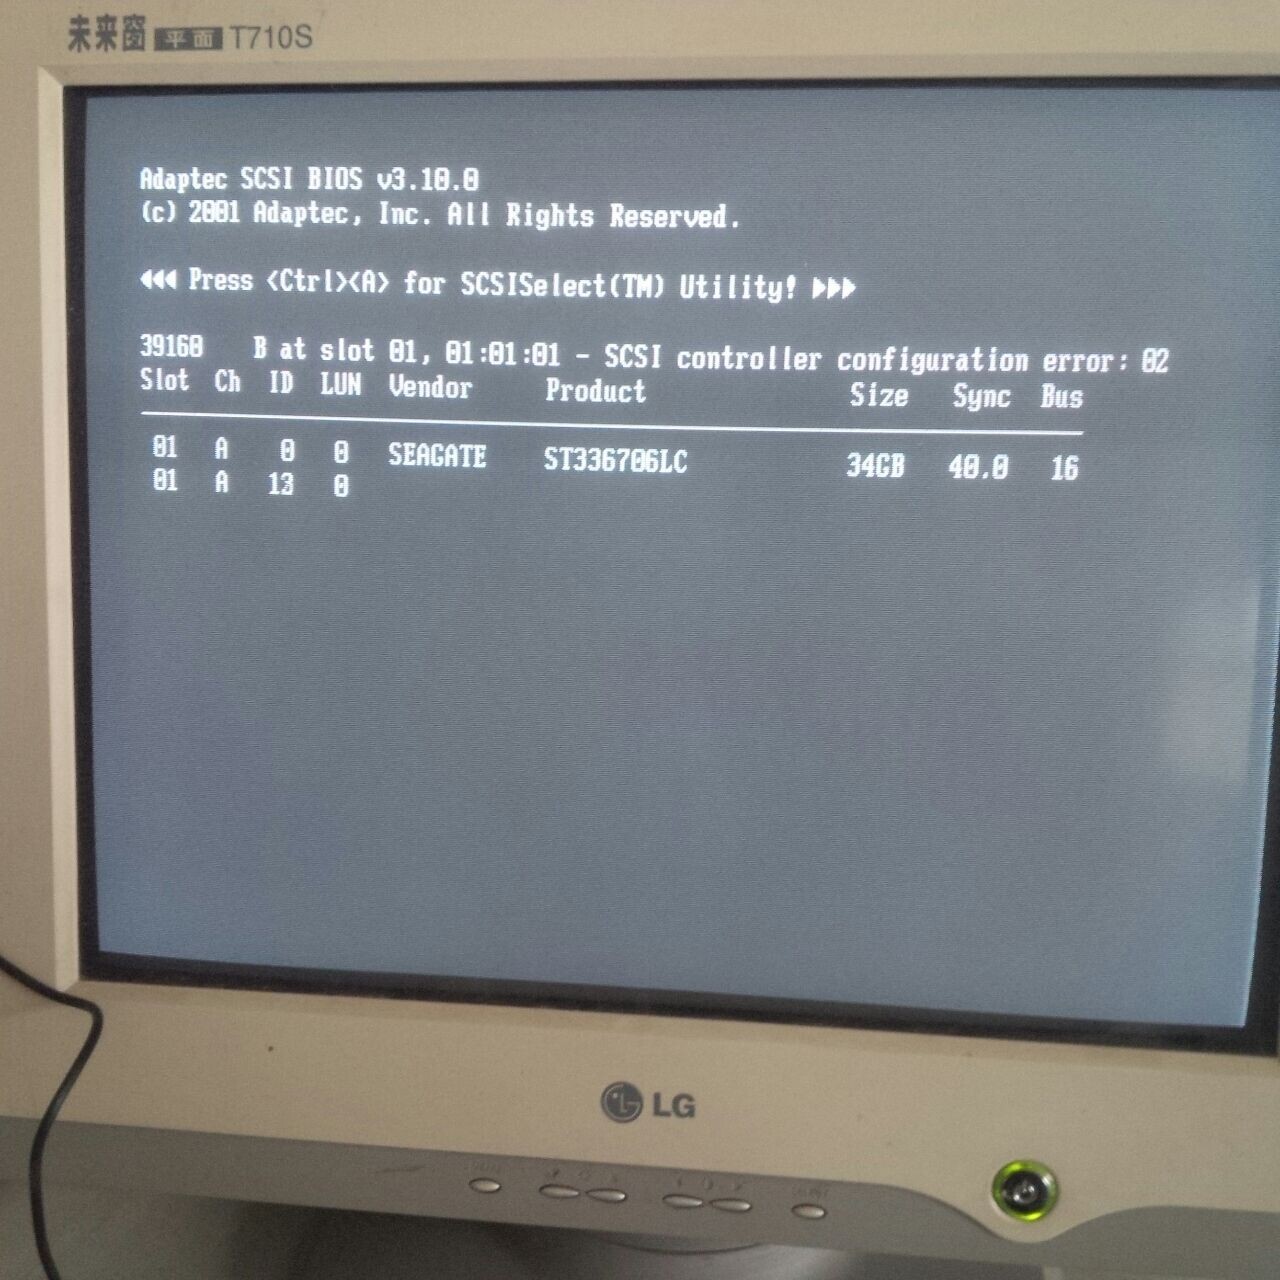 未来窗 平面 T710S
Adaptec SCSI BIOS v3.10.0
(c) 2001 Adaptec, Inc. All Rights Reserved.
◄◄◄ Press <Ctrl><A> for SCSISelect(TM) Utility! ►►►
39160 B at slot 01, 01:01:01 - SCSI controller configuration error: 02
Slot Ch ID LUN Vendor Product Size Sync Bus
01 A 0 0 SEAGATE ST336706LC 34GB 40.0 16
01 A 13 0
LG